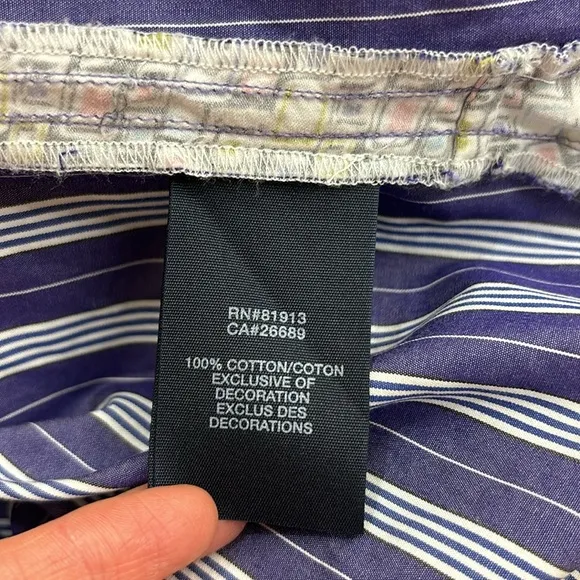 RN#81913
CA#26689
100% COTTON/COTON
EXCLUSIVE OF
DECORATION
EXCLUS DES
DECORATIONS